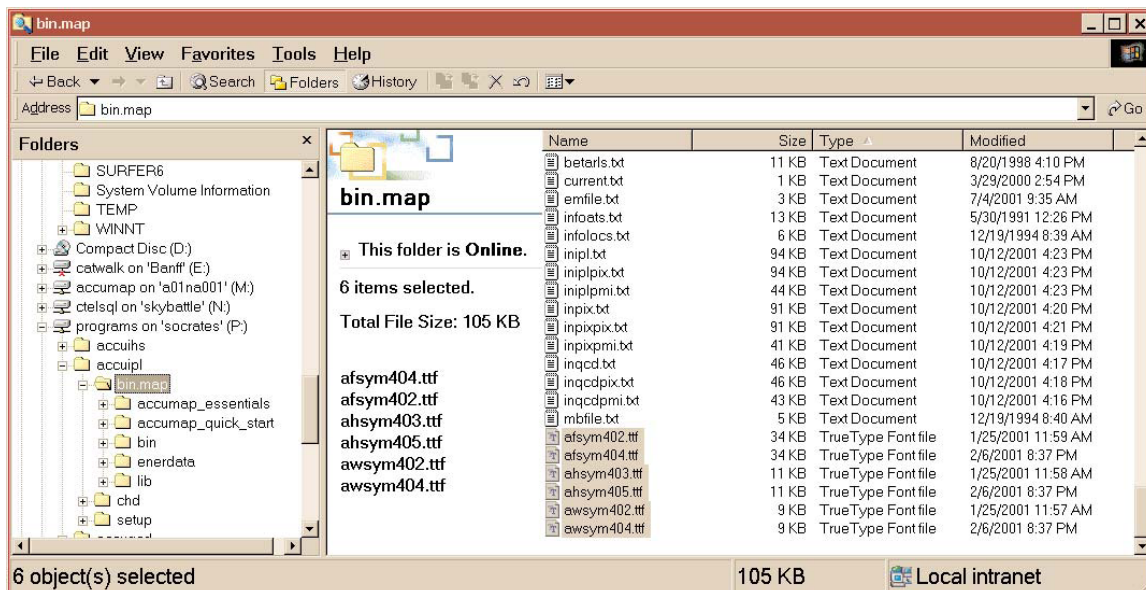 bin.map
File Edit View Favorites Tools Help
Back Search Folders History
Address bin.map Go
Folders
SURFER6
System Volume Information
TEMP
WINNT
Compact Disc (D:)
catwalk on 'Banff' (E:)
accumap on 'a01na001' (M:)
ctelsql on 'skybattle' (N:)
programs on 'socrates' (P:)
accuihs
accuipl
bin.map
accumap_essentials
accumap_quick_start
bin
enerdata
lib
chd
setup
bin.map
This folder is Online.
6 items selected.
Total File Size: 105 KB
afsym404.ttf
afsym402.ttf
ahsym403.ttf
ahsym405.ttf
awsym402.ttf
awsym404.ttf
Name Size Type Modified
betarls.txt 11 KB Text Document 8/20/1998 4:10 PM
current.txt 1 KB Text Document 3/29/2000 2:54 PM
emfile.txt 3 KB Text Document 7/4/2001 9:35 AM
infoats.txt 13 KB Text Document 5/30/1991 12:26 PM
infolocs.txt 6 KB Text Document 12/19/1994 8:39 AM
inipl.txt 94 KB Text Document 10/12/2001 4:23 PM
iniplpix.txt 94 KB Text Document 10/12/2001 4:23 PM
iniplpmi.txt 44 KB Text Document 10/12/2001 4:23 PM
inpix.txt 91 KB Text Document 10/12/2001 4:20 PM
inpixpix.txt 91 KB Text Document 10/12/2001 4:21 PM
inpixpmi.txt 41 KB Text Document 10/12/2001 4:19 PM
inqcd.txt 46 KB Text Document 10/12/2001 4:17 PM
inqcdpix.txt 46 KB Text Document 10/12/2001 4:18 PM
inqcdpmi.txt 43 KB Text Document 10/12/2001 4:16 PM
mbfile.txt 5 KB Text Document 12/19/1994 8:40 AM
afsym402.ttf 34 KB TrueType Font file 1/25/2001 11:59 AM
afsym404.ttf 34 KB TrueType Font file 2/6/2001 8:37 PM
ahsym403.ttf 11 KB TrueType Font file 1/25/2001 11:58 AM
ahsym405.ttf 11 KB TrueType Font file 2/6/2001 8:37 PM
awsym402.ttf 9 KB TrueType Font file 1/25/2001 11:57 AM
awsym404.ttf 9 KB TrueType Font file 2/6/2001 8:37 PM
6 object(s) selected 105 KB Local intranet